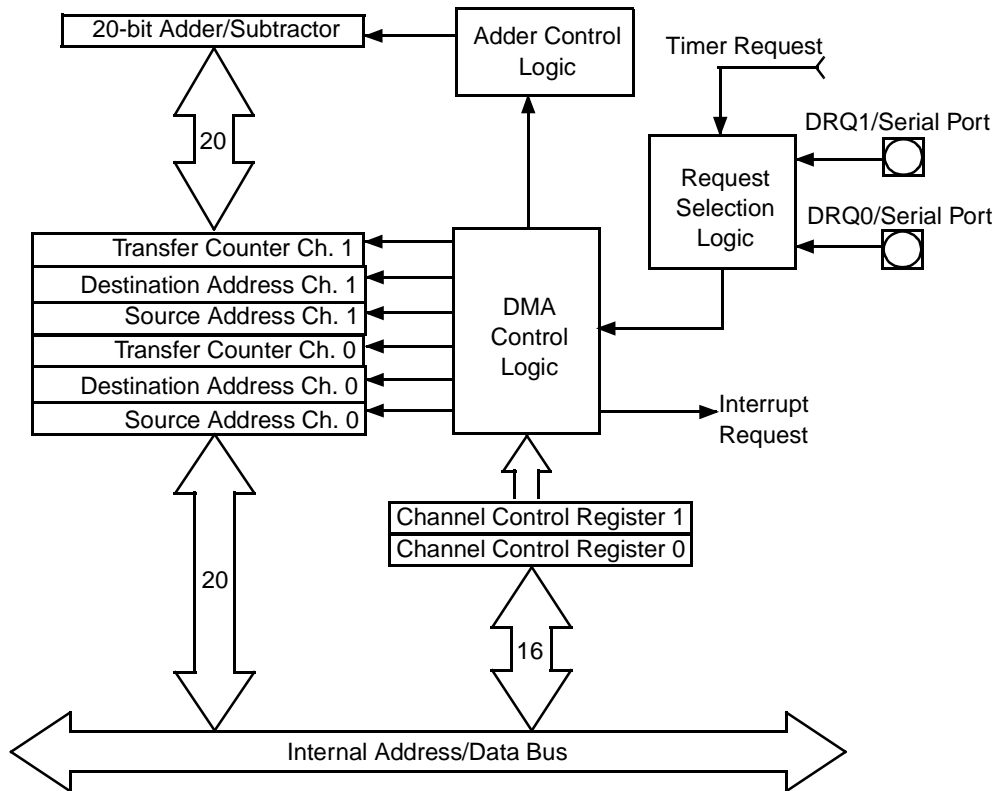 20-bit Adder/Subtractor
Adder Control
Logic
Timer Request
DRQ1/Serial Port
20
Request
Selection
Logic
DRQ0/Serial Port
Transfer Counter Ch. 1
Destination Address Ch. 1
Source Address Ch. 1
Transfer Counter Ch. 0
Destination Address Ch. 0
Source Address Ch. 0
DMA
Control
Logic
Interrupt
Request
Channel Control Register 1
Channel Control Register 0
20
16
Internal Address/Data Bus